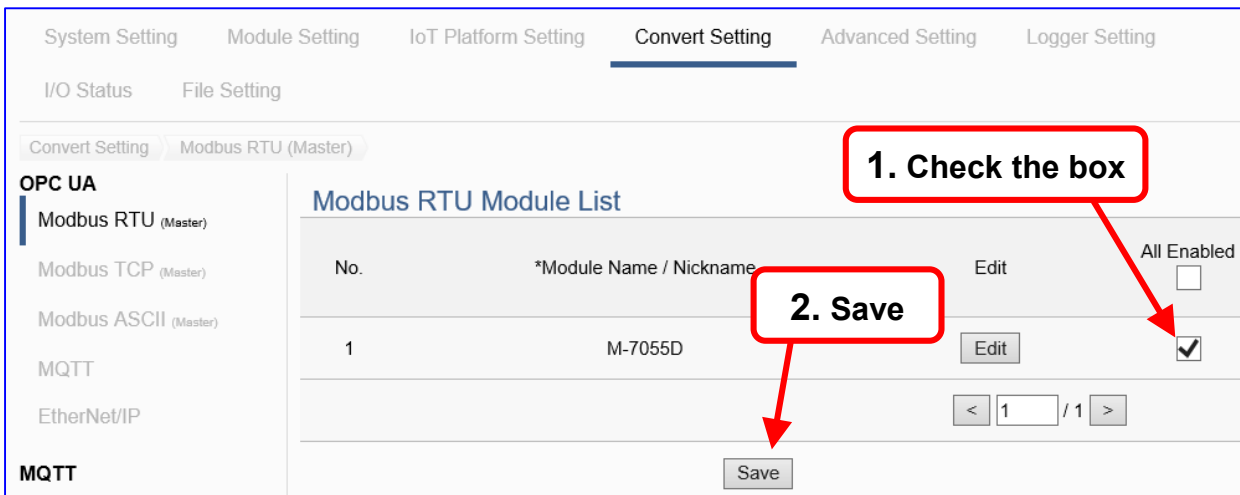 System Setting Module Setting IoT Platform Setting Convert Setting Advanced Setting Logger Setting
I/O Status File Setting
Convert Setting Modbus RTU (Master)
1. Check the box
OPC UA
Modbus RTU (Master)
Modbus TCP (Master)
Modbus ASCII (Master)
MQTT
EtherNet/IP
MQTT
Modbus RTU Module List
No. *Module Name / Nickname Edit All Enabled
2. Save
1 M-7055D Edit
< 1 / 1 >
Save